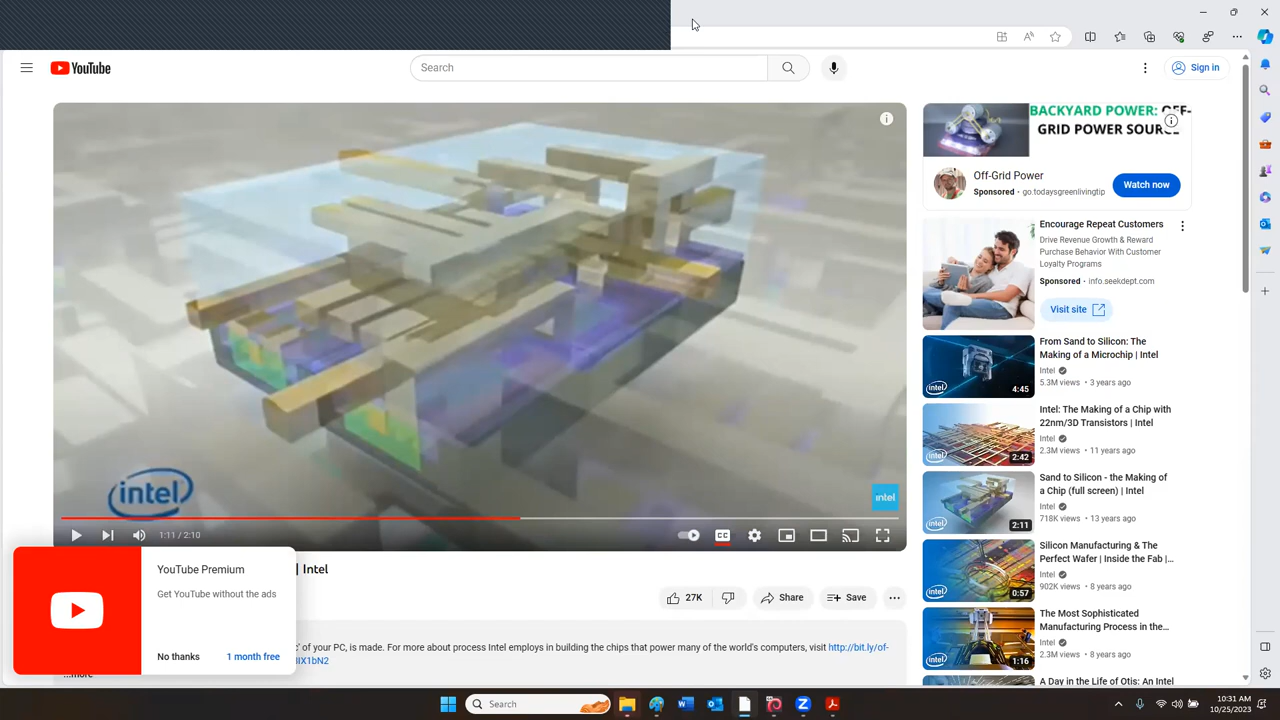 YouTube
Search
Sign in
intel
intel
1:11 / 2:10
BACKYARD POWER: OFF-
GRID POWER SOURCE
Off-Grid Power
Sponsored · go.todaysgreenlivingtip
Watch now
Encourage Repeat Customers
Drive Revenue Growth & Reward
Purchase Behavior With Customer
Loyalty Programs
Sponsored · info.seekdept.com
Visit site
intel
4:45
From Sand to Silicon: The
Making of a Microchip | Intel
Intel
5.3M views • 3 years ago
intel
2:42
Intel: The Making of a Chip with
22nm/3D Transistors | Intel
Intel
2.3M views • 11 years ago
intel
2:11
Sand to Silicon - the Making of
a Chip (full screen) | Intel
Intel
718K views • 13 years ago
intel
0:57
Silicon Manufacturing & The
Perfect Wafer | Inside the Fab |...
Intel
902K views • 8 years ago
intel
1:16
The Most Sophisticated
Manufacturing Process in the...
Intel
2.3M views • 8 years ago
A Day in the Life of Otis: An Intel
| Intel
27K
Share
Save
of your PC, is made. For more about process Intel employs in building the chips that power many of the world's computers, visit http://bit.ly/of-
...more
YouTube Premium
Get YouTube without the ads
No thanks
1 month free
Search
10:31 AM
10/25/2023